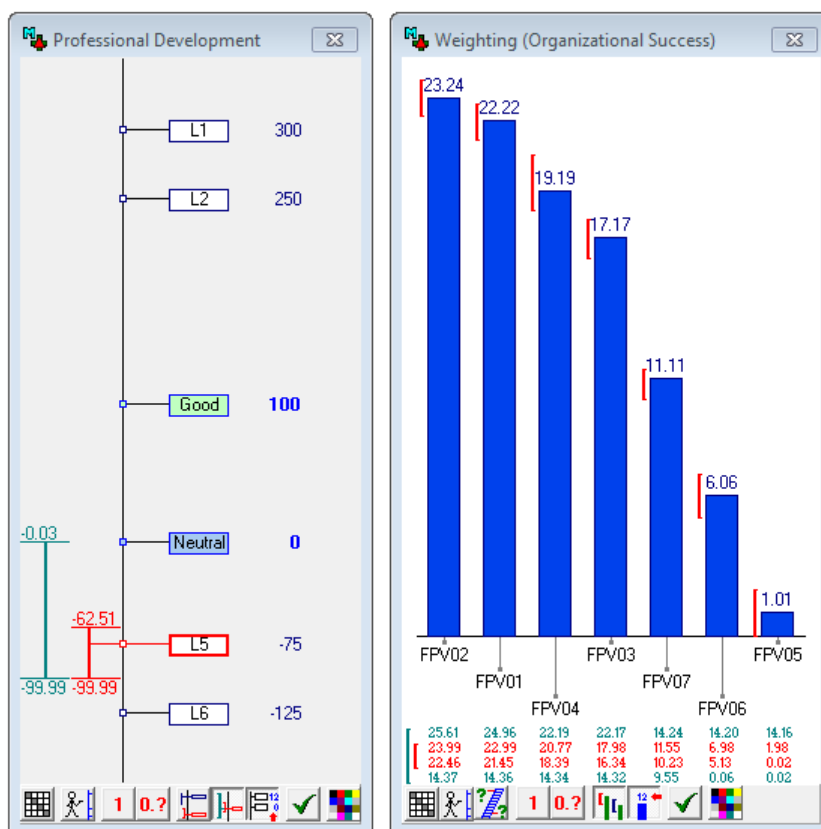 Professional Development
L1 300
L2 250
Good 100
-0.03
Neutral 0
-62.51
L5 -75
-99.99 -99.99
L6 -125
1 0.?
Weighting (Organizational Success)
23.24
22.22
19.19
17.17
11.11
6.06
1.01
FPV02 FPV03 FPV05
FPV01 FPV07
FPV04 FPV06
25.61 24.96 22.19 22.17 14.24 14.20 14.16
23.99 22.99 20.77 17.98 11.55 6.98 1.98
22.46 21.45 18.39 16.34 10.23 5.13 0.02
14.37 14.36 14.34 14.32 9.55 0.06 0.02
?? 1 0.? 12